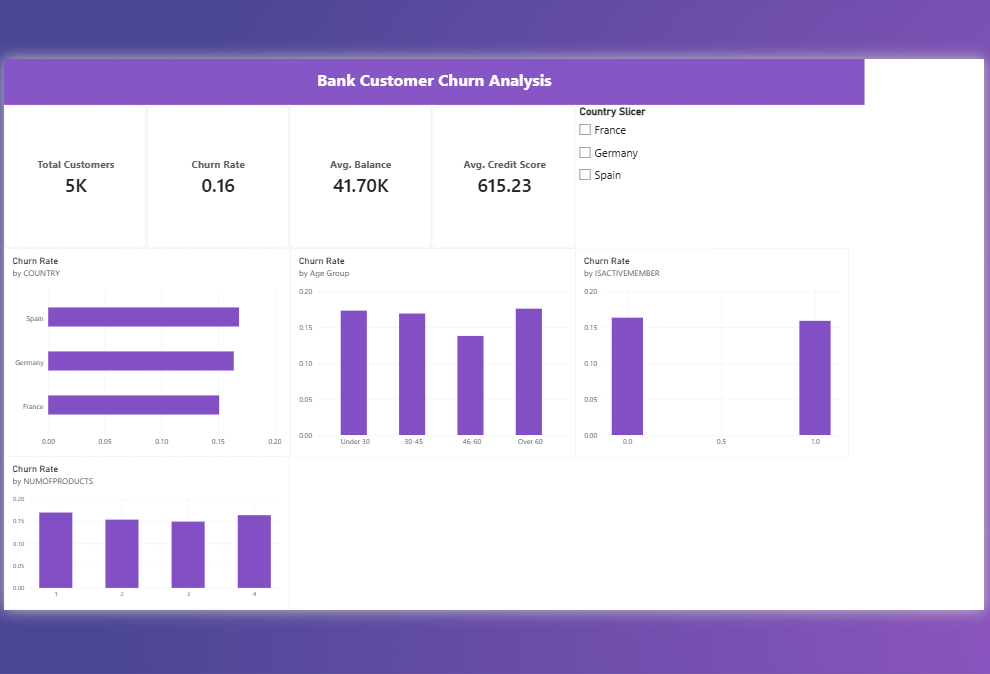 Bank Customer Churn Analysis
Total Customers
5K
Churn Rate
0.16
Avg. Balance
41.70K
Avg. Credit Score
615.23
Country Slicer
France
Germany
Spain
Churn Rate
by COUNTRY
Spain
Germany
France
0.00 0.05 0.10 0.15 0.20
Churn Rate
by Age Group
0.20
0.15
0.10
0.05
0.00
Under 30 30-45 46-60 Over 60
Churn Rate
by ISACTIVEMEMBER
0.20
0.15
0.10
0.05
0.00
0.0 0.5 1.0
Churn Rate
by NUMOFPRODUCTS
0.20
0.15
0.10
0.05
0.00
1 2 3 4